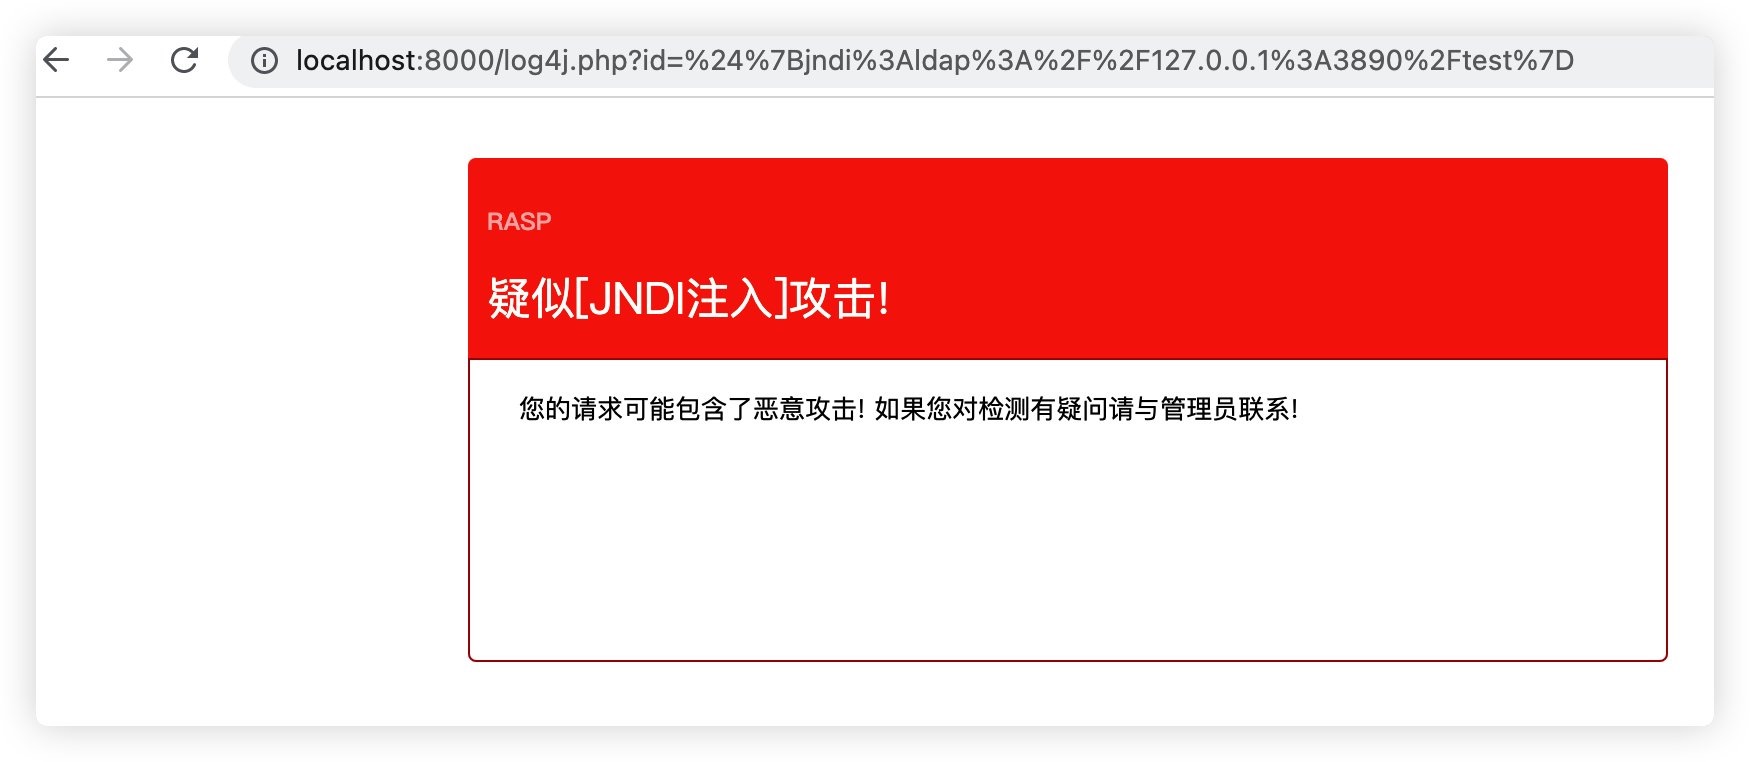 localhost:8000/log4j.php?id=%24%7Bjndi%3Aldap%3A%2F%2F127.0.0.1%3A3890%2Ftest%7D
RASP
疑似[JNDI注入]攻击!
您的请求可能包含了恶意攻击! 如果您对检测有疑问请与管理员联系!